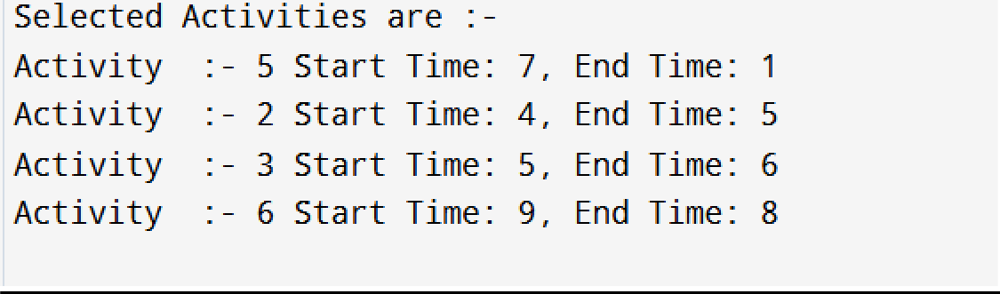 Selected Activities are :-
Activity  :- 5 Start Time: 7, End Time: 1
Activity  :- 2 Start Time: 4, End Time: 5
Activity  :- 3 Start Time: 5, End Time: 6
Activity  :- 6 Start Time: 9, End Time: 8